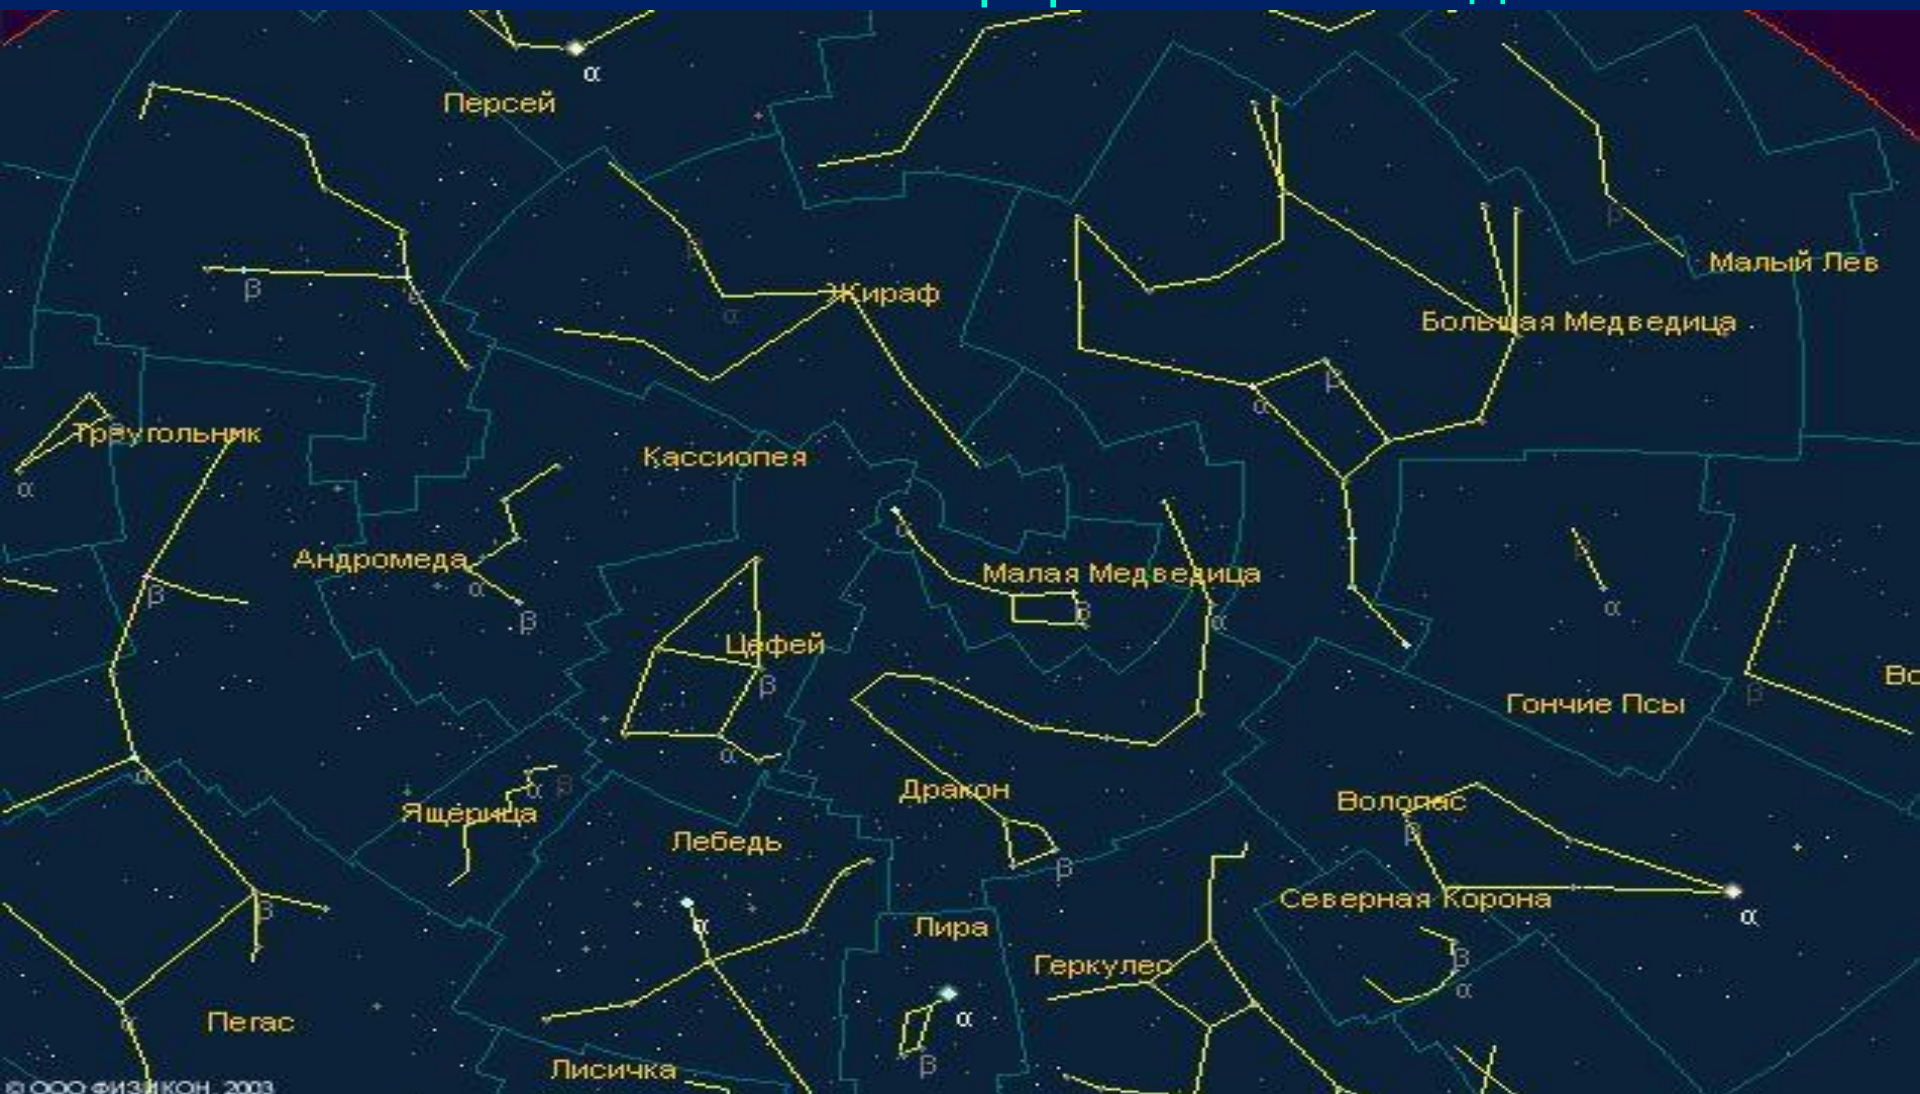 α
Персей
β
Малый Лев
β
β
Жираф
α
Большая Медведица
β
α
Треугольник
α
Кассиопея
Андромеда
α
β
β
α
Малая Медведица
β
α
β
α
Цефей
β
α
Гончие Псы
β
α
Ящерица
α
β
Дракон
β
Волопас
β
α
Лебедь
α
Северная Корона
β
α
Лира
α
β
Геркулес
β
α
Пегас
Лисичка
© ООО ФИЗИКОН, 2003